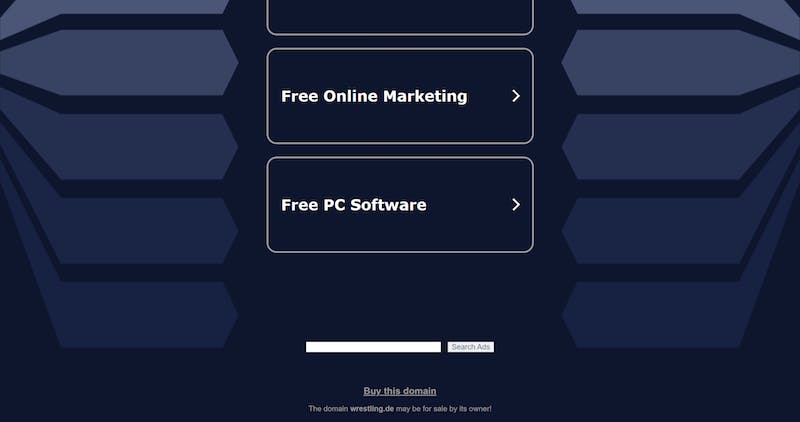 Free Online Marketing
Free PC Software
Search Ads
Buy this domain
The domain wrestling.de may be for sale by its owner!